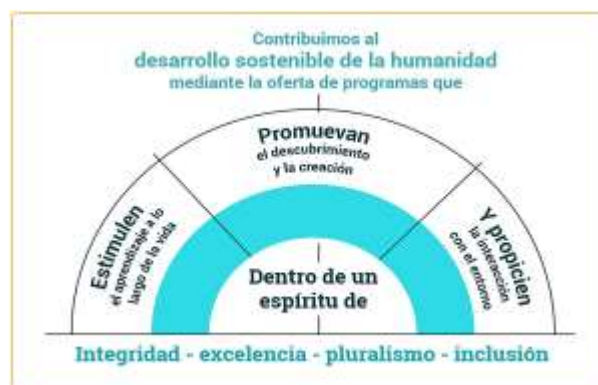 Contribuimos al
desarrollo sostenible de la humanidad
mediante la oferta de programas que
Estimulen
el aprendizaje a lo
largo de la vida
Promuevan
el descubrimiento
y la creación
Y propicien
la interacción
con el entorno
Dentro de un
espíritu de
Integridad - excelencia - pluralismo - inclusión